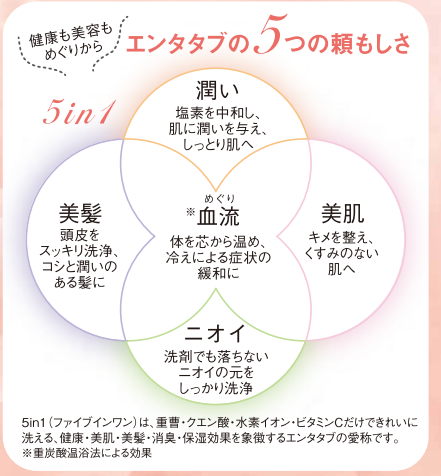 健康も美容も
めぐりから
エンタタブの5つの頼もしさ
5in1
潤い
塩素を中和し、
肌に潤いを与え、
しっとり肌へ
美髪
頭皮を
スッキリ洗浄、
コシと潤いの
ある髪に
めぐり
※血流
体を芯から温め、
冷えによる症状の
緩和に
美肌
キメを整え、
くすみのない
肌へ
ニオイ
洗剤でも落ちない
ニオイの元を
しっかり洗浄
5in1（ファイブインワン）は、重曹・クエン酸・水素イオン・ビタミンCだけできれいに
洗える、健康・美肌・美髪・消臭・保湿効果を象徴するエンタタブの愛称です。
※重炭酸温浴法による効果